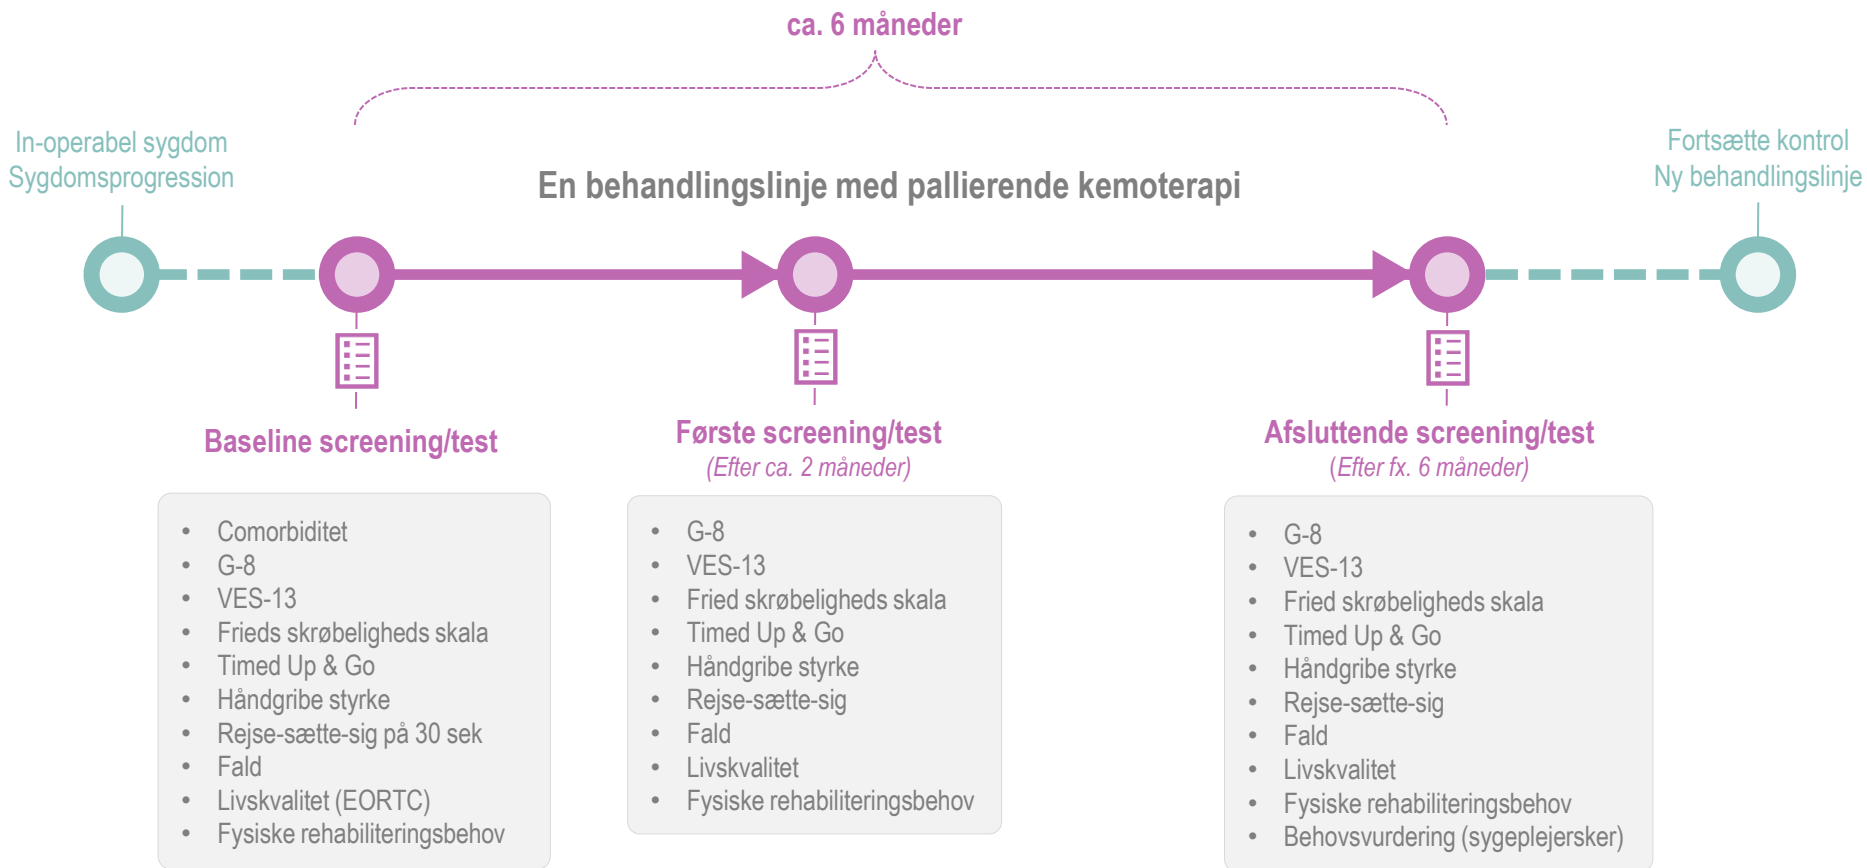 ca. 6 måneder
In-operabel sygdom
Sygdomsprogression
En behandlingslinje med pallierende kemoterapi
Fortsætte kontrol
Ny behandlingslinje
Baseline screening/test
• Comorbiditet
• G-8
• VES-13
• Frieds skrøbeligheds skala
• Timed Up & Go
• Håndgribe styrke
• Rejse-sætte-sig på 30 sek
• Fald
• Livskvalitet (EORTC)
• Fysiske rehabiliteringsbehov
Første screening/test
(Efter ca. 2 måneder)
• G-8
• VES-13
• Fried skrøbeligheds skala
• Timed Up & Go
• Håndgribe styrke
• Rejse-sætte-sig
• Fald
• Livskvalitet
• Fysiske rehabiliteringsbehov
Afsluttende screening/test
(Efter fx. 6 måneder)
• G-8
• VES-13
• Fried skrøbeligheds skala
• Timed Up & Go
• Håndgribe styrke
• Rejse-sætte-sig
• Fald
• Livskvalitet
• Fysiske rehabiliteringsbehov
• Behovsvurdering (sygeplejersker)